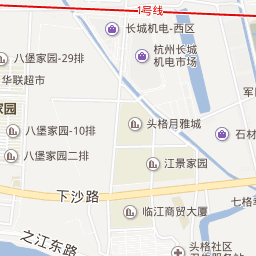 1号线
长城机电-西区
八堡家园-29排
杭州长城
机电市场
华联超市
军
家园
八堡家园-10排
头格月雅城
石材
八堡家园二排
江景家园
下沙路
七格
临江商贸大厦
之江东路
头格社区